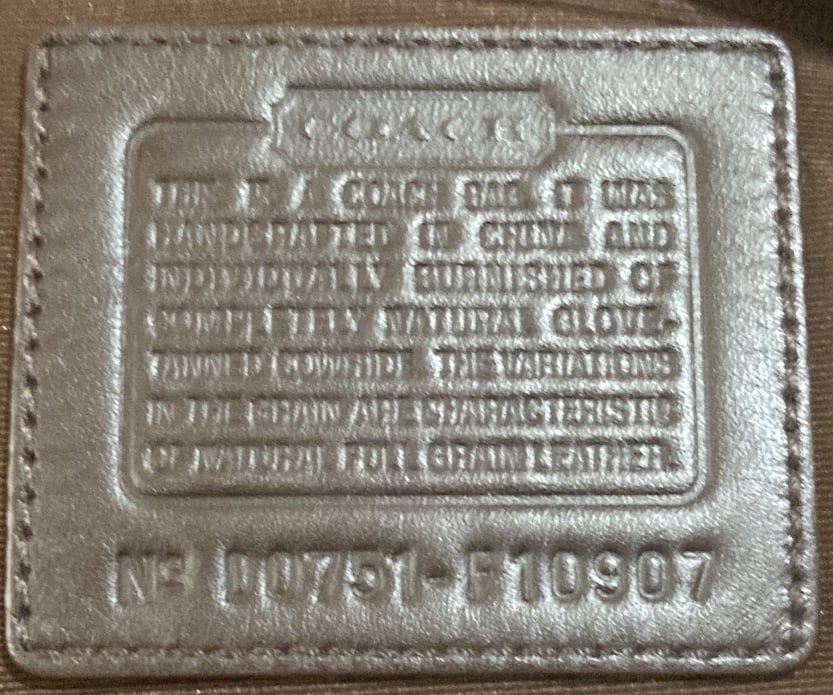 COACH
THIS IS A COACH BAG. IT WAS
HANDCRAFTED IN CHINA AND
INDIVIDUALLY BURNISHED OF
COMPLETELY NATURAL GLOVE-
TANNED COWHIDE. THE VARIATIONS
IN THE GRAIN ARE CHARACTERISTIC
OF NATURAL FULL GRAIN LEATHER.
Nº D0751-F10907